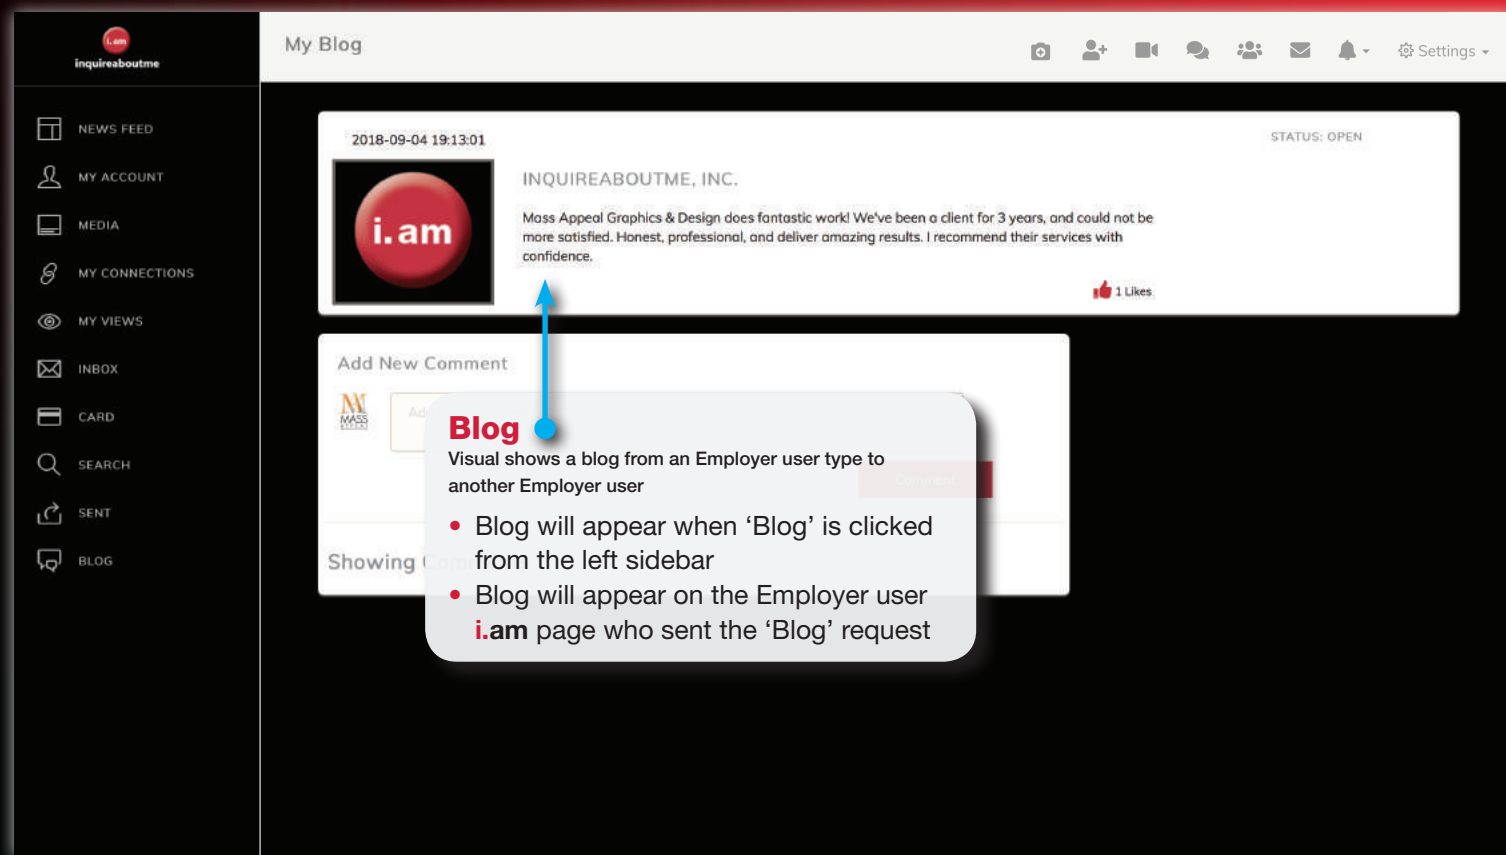 i.am
inquireaboutme
My Blog
Settings
NEWS FEED
MY ACCOUNT
MEDIA
MY CONNECTIONS
MY VIEWS
INBOX
CARD
SEARCH
SENT
BLOG
2018-09-04 19:13:01
STATUS: OPEN
i.am
INQUIREABOUTME, INC.
Mass Appeal Graphics & Design does fantastic work! We've been a client for 3 years, and could not be
more satisfied. Honest, professional, and deliver amazing results. I recommend their services with
confidence.
1 Likes
Add New Comment
MASS
APPEAL
Comment
Showing
Blog
Visual shows a blog from an Employer user type to
another Employer user
• Blog will appear when ‘Blog’ is clicked
from the left sidebar
• Blog will appear on the Employer user
i.am page who sent the ‘Blog’ request